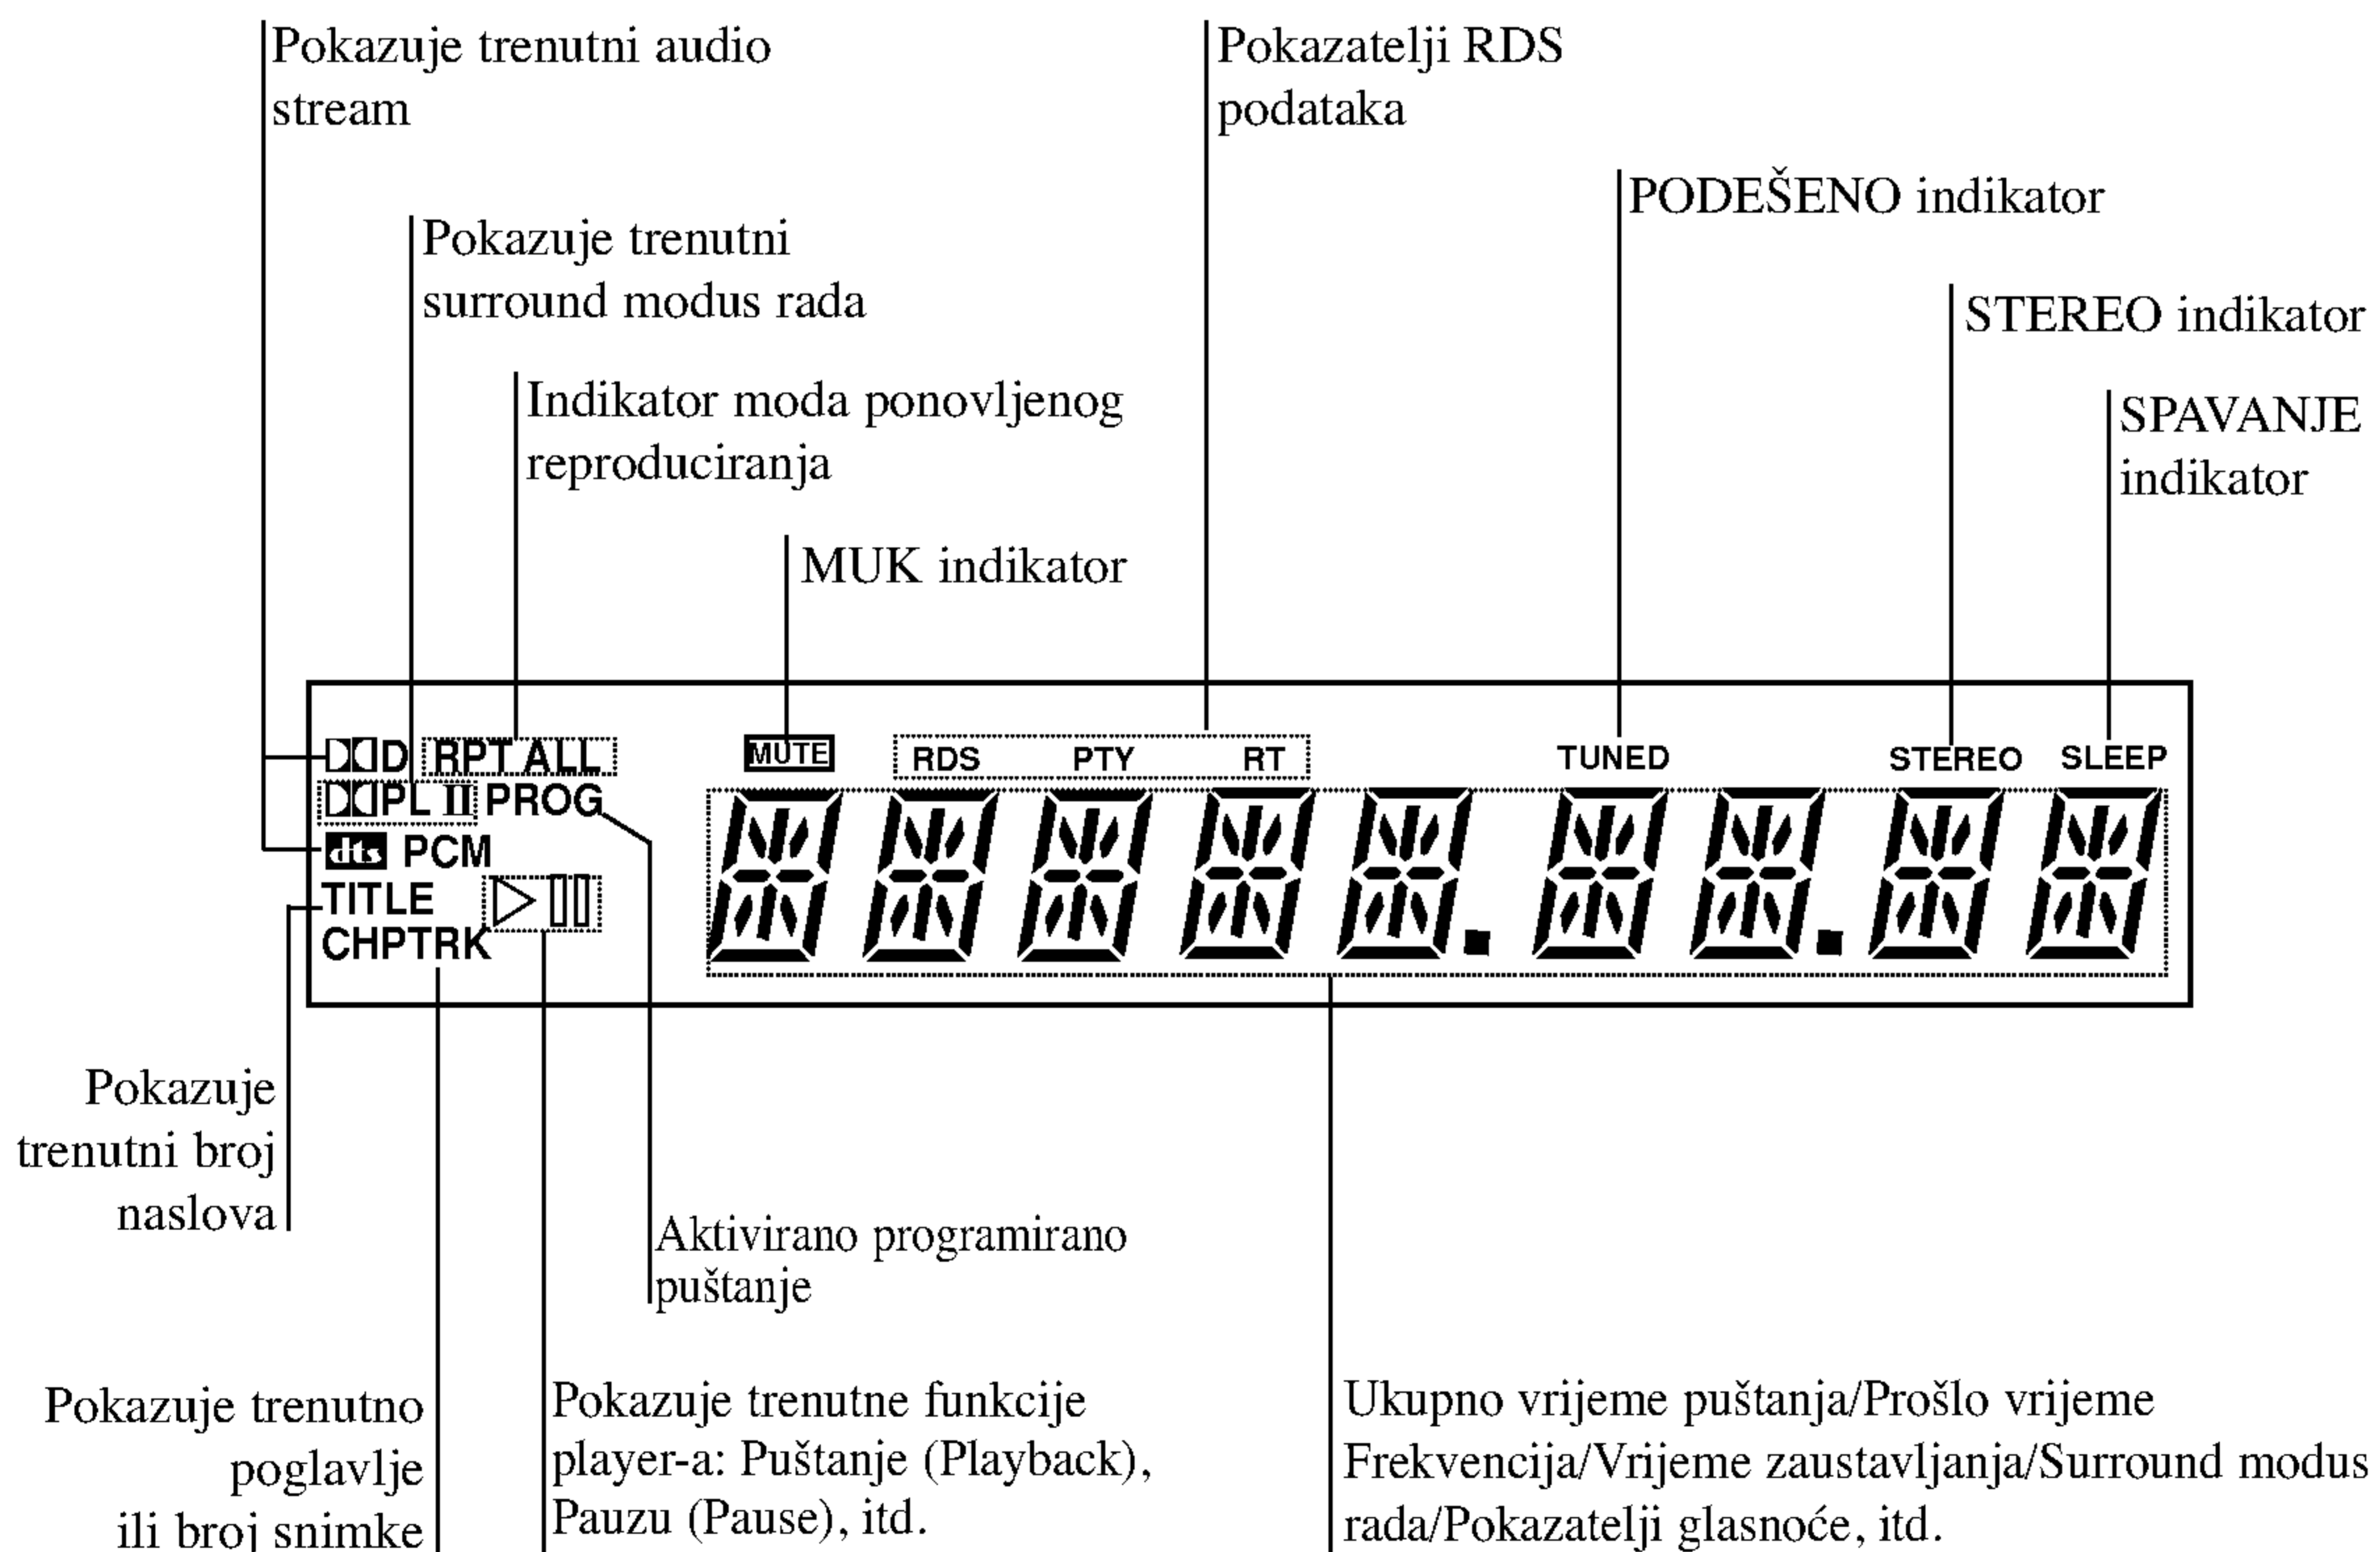 Pokazuje trenutni audio
stream
Pokazatelji RDS
podataka
PODEŠENO indikator
Pokazuje trenutni
surround modus rada
STEREO indikator
Indikator moda ponovljenog
reproduciranja
SPAVANJE
indikator
MUK indikator
D RPT ALL MUTE RDS PTY RT TUNED STEREO SLEEP
PL II PROG
dts PCM
TITLE
CHPTRK
Pokazuje
trenutni broj
naslova
Aktivirano programirano
puštanje
Pokazuje trenutno
poglavlje
ili broj snimke
Pokazuje trenutne funkcije
player-a: Puštanje (Playback),
Pauzu (Pause), itd.
Ukupno vrijeme puštanja/Prošlo vrijeme
Frekvencija/Vrijeme zaustavljanja/Surround modus
rada/Pokazatelji glasnoće, itd.